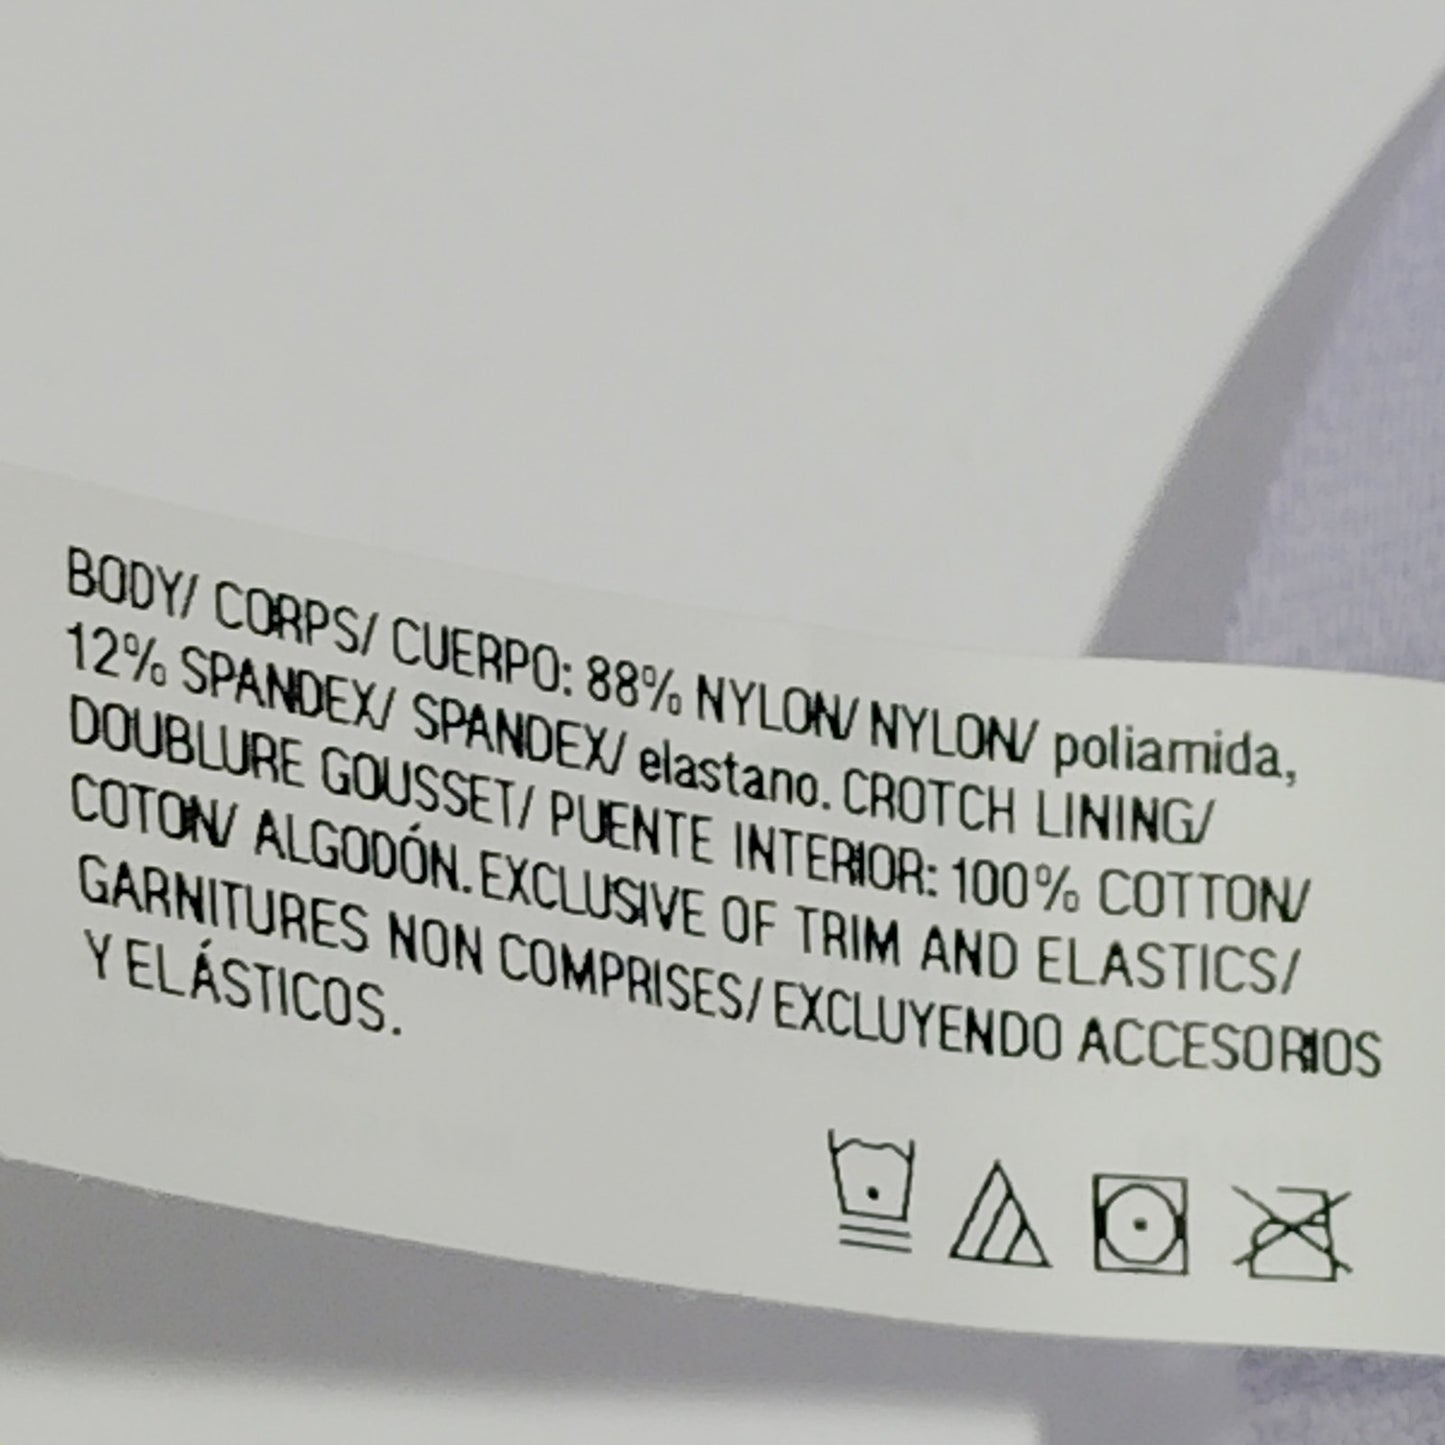 BODY/ CORPS/ CUERPO: 88% NYLON/ NYLON/ poliamida,
12% SPANDEX/ SPANDEX/ elastano. CROTCH LINING/
DOUBLURE GOUSSET/ PUENTE INTERIOR: 100% COTTON/
COTON/ ALGODÓN. EXCLUSIVE OF TRIM AND ELASTICS/
GARNITURES NON COMPRISES/ EXCLUYENDO ACCESORIOS
Y ELÁSTICOS.